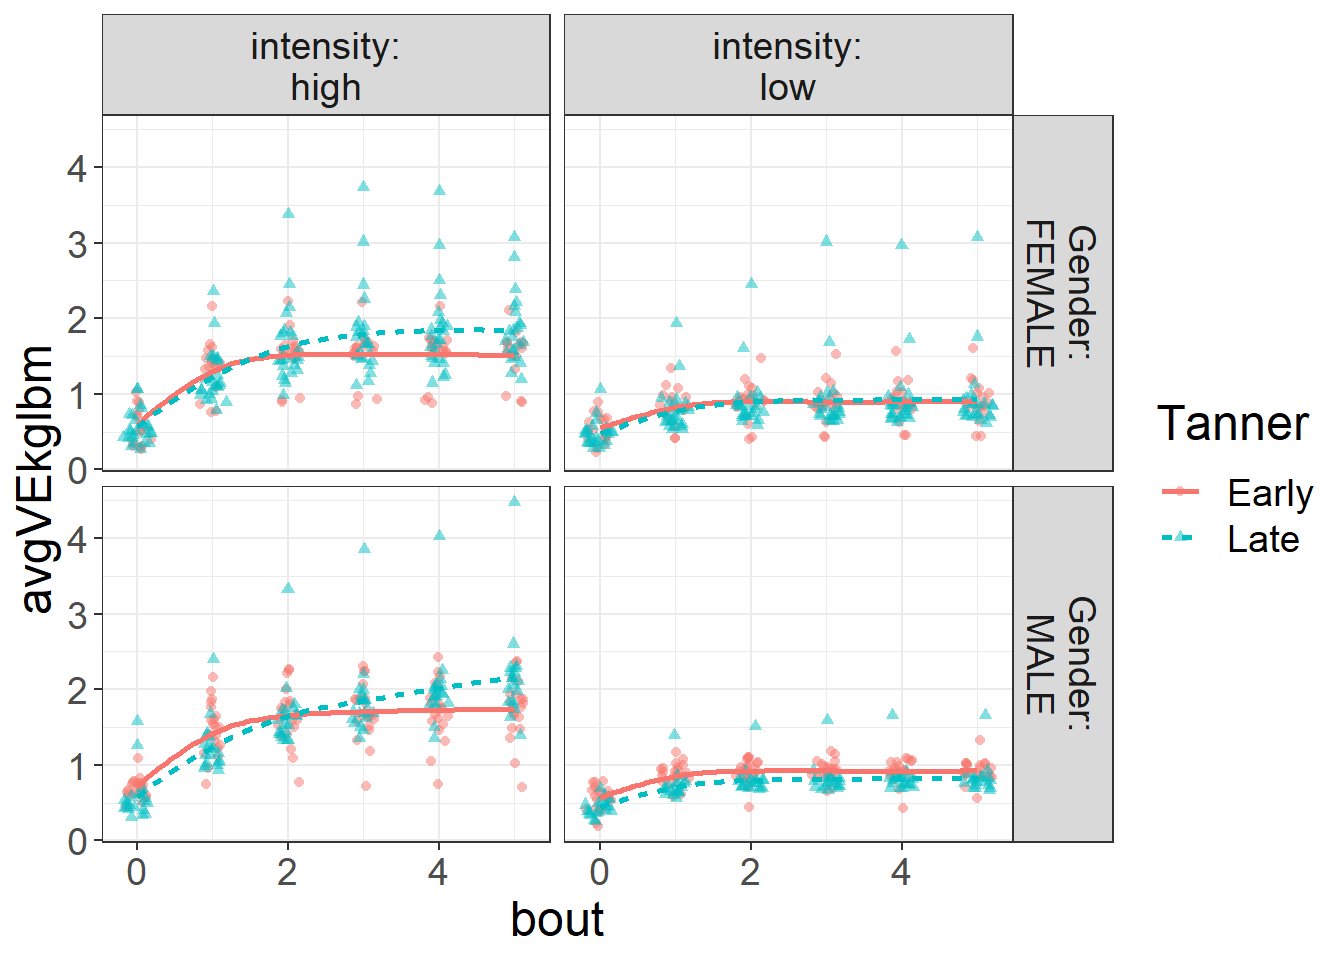 intensity:
high
intensity:
low
4
3
2
1
0
Gender:
FEMALE
4
3
2
1
0
Gender:
MALE
0
2
4
0
2
4
bout
avgVEkglbm
Tanner
Early
Late